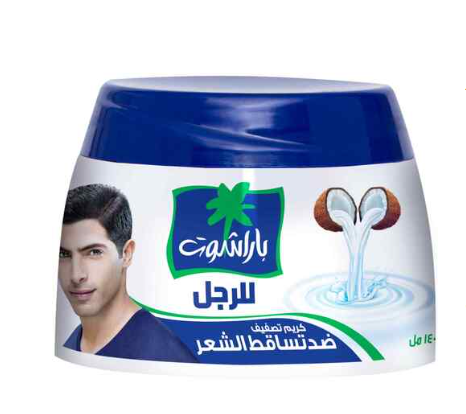 باراشوت
للرجل
كريم تصفيف
ضد تساقط الشعر
١٤٠ مل